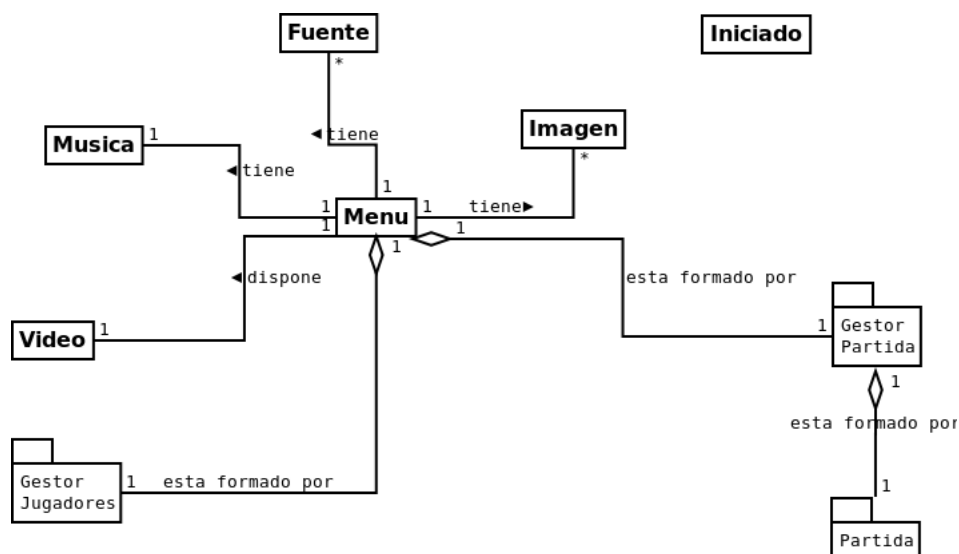 Fuente
Iniciado
*
Imagen
Musica
1
◄ tiene
*
◄ tiene
1
1
Menu
1
tiene►
1
1
1
◄ dispone
esta formado por
Video
1
1
Gestor
Partida
1
esta formado por
Gestor
Jugadores
1
esta formado por
1
Partida